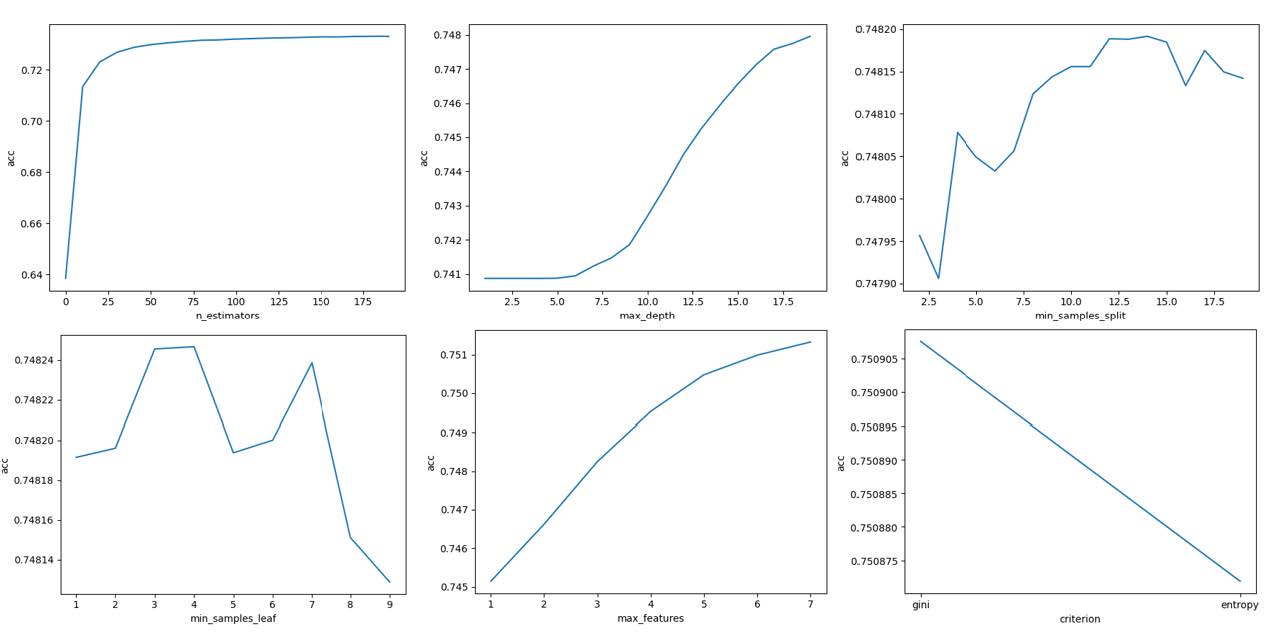 acc
0.72
0.70
0.68
0.66
0.64
0 25 50 75 100 125 150 175
n_estimators
acc
0.748
0.747
0.746
0.745
0.744
0.743
0.742
0.741
2.5 5.0 7.5 10.0 12.5 15.0 17.5
max_depth
acc
0.74820
0.74815
0.74810
0.74805
0.74800
0.74795
0.74790
2.5 5.0 7.5 10.0 12.5 15.0 17.5
min_samples_split
acc
0.74824
0.74822
0.74820
0.74818
0.74816
0.74814
1 2 3 4 5 6 7 8 9
min_samples_leaf
acc
0.751
0.750
0.749
0.748
0.747
0.746
0.745
1 2 3 4 5 6 7
max_features
acc
0.750905
0.750900
0.750895
0.750890
0.750885
0.750880
0.750875
gini entropy
criterion